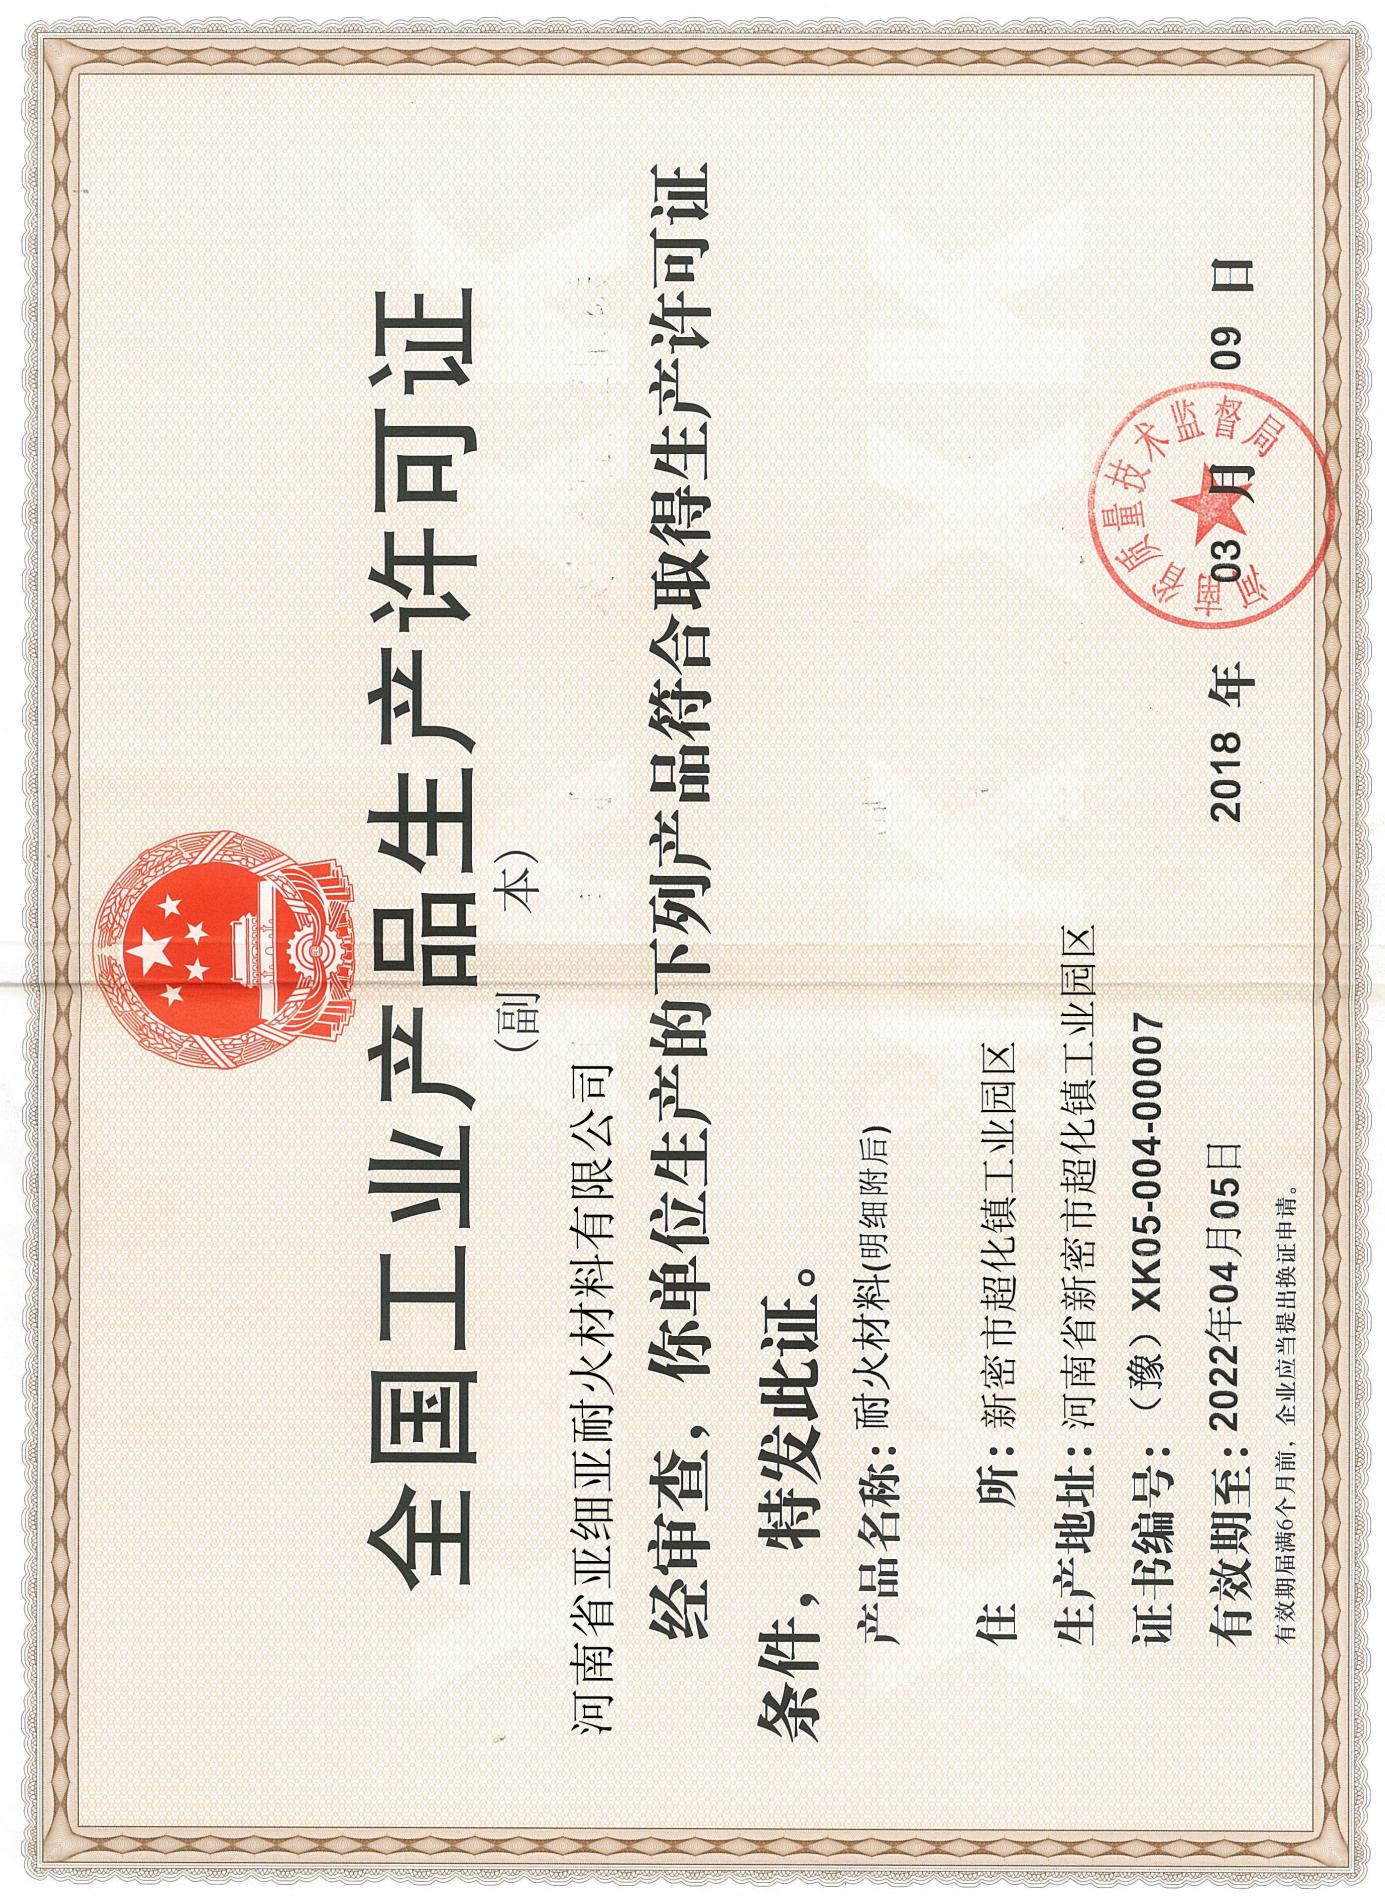 全国工业产品生产许可证
(副 本)
河南省亚细亚耐火材料有限公司
经审查，你单位生产的下列产品符合取得生产许可证
条件，特发此证。
产品名称：耐火材料(明细附后)
住 所：新密市超化镇工业园区
生产地址：河南省新密市超化镇工业园区
证书编号：（豫）XK05-004-00007
有效期至：2022年04月05日
2018 年 03 月 09 日
河南省质量技术监督局
有效期届满6个月前，企业应当提出换证申请。